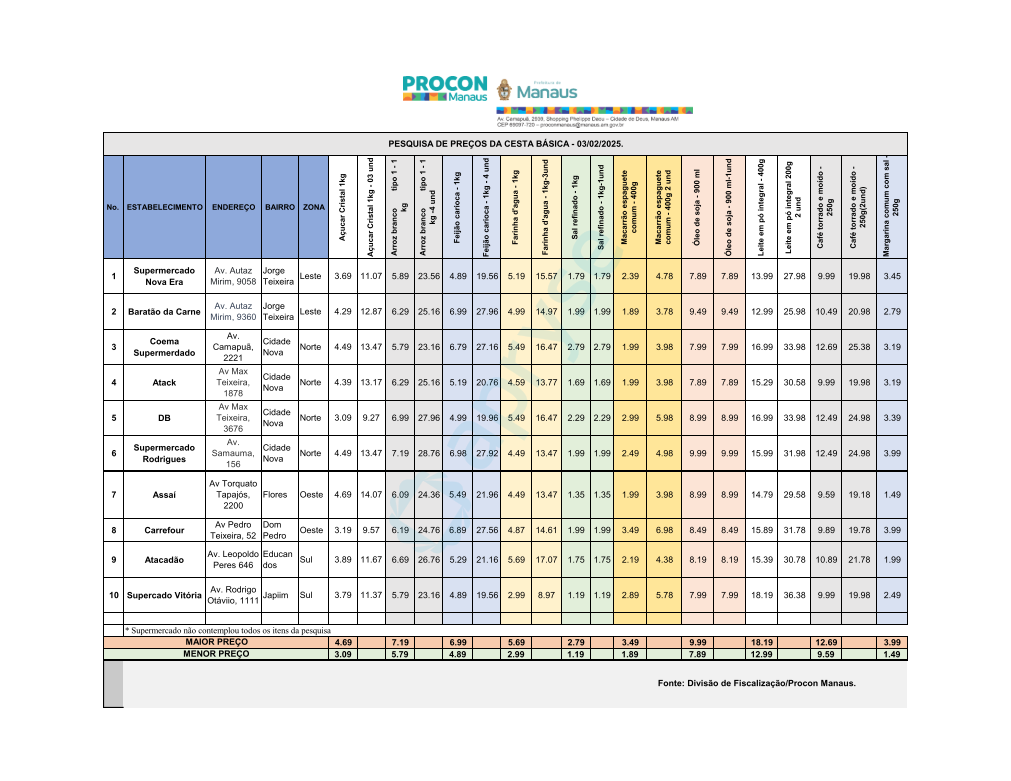 PROCON
Manaus
Prefeitura de
Manaus
Av. Camapuã, 2939, Shopping Phelippe Daou – Cidade de Deus, Manaus AM
CEP 69097-720 – proconmanaus@manaus.am.gov.br
PESQUISA DE PREÇOS DA CESTA BÁSICA - 03/02/2025.
No. ESTABELECIMENTO ENDEREÇO BAIRRO ZONA Açucar Cristal 1kg Açucar Cristal 1kg - 03 und Arroz branco tipo 1 - 1 kg Arroz branco tipo 1 - 1 kg -4 und Feijão carioca - 1kg Feijão carioca - 1kg - 4 und Farinha d'agua - 1kg Farinha d'agua - 1kg-3und Sal refinado - 1kg Sal refinado - 1kg-1und Macarrão espaguete comum - 400g Macarrão espaguete comum - 400g 2 und Óleo de soja - 900 ml Óleo de soja - 900 ml-1und Leite em pó integral - 400g Leite em pó integral 200g 2 und Café torrado e moído - 250g Café torrado e moído - 250g(2und) Margarina comum com sal - 250g
1 Supermercado Nova Era Av. Autaz Mirim, 9058 Jorge Teixeira Leste 3.69 11.07 5.89 23.56 4.89 19.56 5.19 15.57 1.79 1.79 2.39 4.78 7.89 7.89 13.99 27.98 9.99 19.98 3.45
2 Baratão da Carne Av. Autaz Mirim, 9360 Jorge Teixeira Leste 4.29 12.87 6.29 25.16 6.99 27.96 4.99 14.97 1.99 1.99 1.89 3.78 9.49 9.49 12.99 25.98 10.49 20.98 2.79
3 Coema Supermerdado Av. Camapuã, 2221 Cidade Nova Norte 4.49 13.47 5.79 23.16 6.79 27.16 5.49 16.47 2.79 2.79 1.99 3.98 7.99 7.99 16.99 33.98 12.69 25.38 3.19
4 Atack Av Max Teixeira, 1878 Cidade Nova Norte 4.39 13.17 6.29 25.16 5.19 20.76 4.59 13.77 1.69 1.69 1.99 3.98 7.89 7.89 15.29 30.58 9.99 19.98 3.19
5 DB Av Max Teixeira, 3676 Cidade Nova Norte 3.09 9.27 6.99 27.96 4.99 19.96 5.49 16.47 2.29 2.29 2.99 5.98 8.99 8.99 16.99 33.98 12.49 24.98 3.39
6 Supermercado Rodrigues Av. Samauma, 156 Cidade Nova Norte 4.49 13.47 7.19 28.76 6.98 27.92 4.49 13.47 1.99 1.99 2.49 4.98 9.99 9.99 15.99 31.98 12.49 24.98 3.99
7 Assaí Av Torquato Tapajós, 2200 Flores Oeste 4.69 14.07 6.09 24.36 5.49 21.96 4.49 13.47 1.35 1.35 1.99 3.98 8.99 8.99 14.79 29.58 9.59 19.18 1.49
8 Carrefour Av Pedro Teixeira, 52 Dom Pedro Oeste 3.19 9.57 6.19 24.76 6.89 27.56 4.87 14.61 1.99 1.99 3.49 6.98 8.49 8.49 15.89 31.78 9.89 19.78 3.99
9 Atacadão Av. Leopoldo Peres 646 Educan dos Sul 3.89 11.67 6.69 26.76 5.29 21.16 5.69 17.07 1.75 1.75 2.19 4.38 8.19 8.19 15.39 30.78 10.89 21.78 1.99
10 Supercado Vitória Av. Rodrigo Otáviio, 1111 Japiim Sul 3.79 11.37 5.79 23.16 4.89 19.56 2.99 8.97 1.19 1.19 2.89 5.78 7.99 7.99 18.19 36.38 9.99 19.98 2.49
* Supermercado não contemplou todos os itens da pesquisa
MAIOR PREÇO 4.69 7.19 6.99 5.69 2.79 3.49 9.99 18.19 12.69 3.99
MENOR PREÇO 3.09 5.79 4.89 2.99 1.19 1.89 7.89 12.99 9.59 1.49
Fonte: Divisão de Fiscalização/Procon Manaus.
apryse